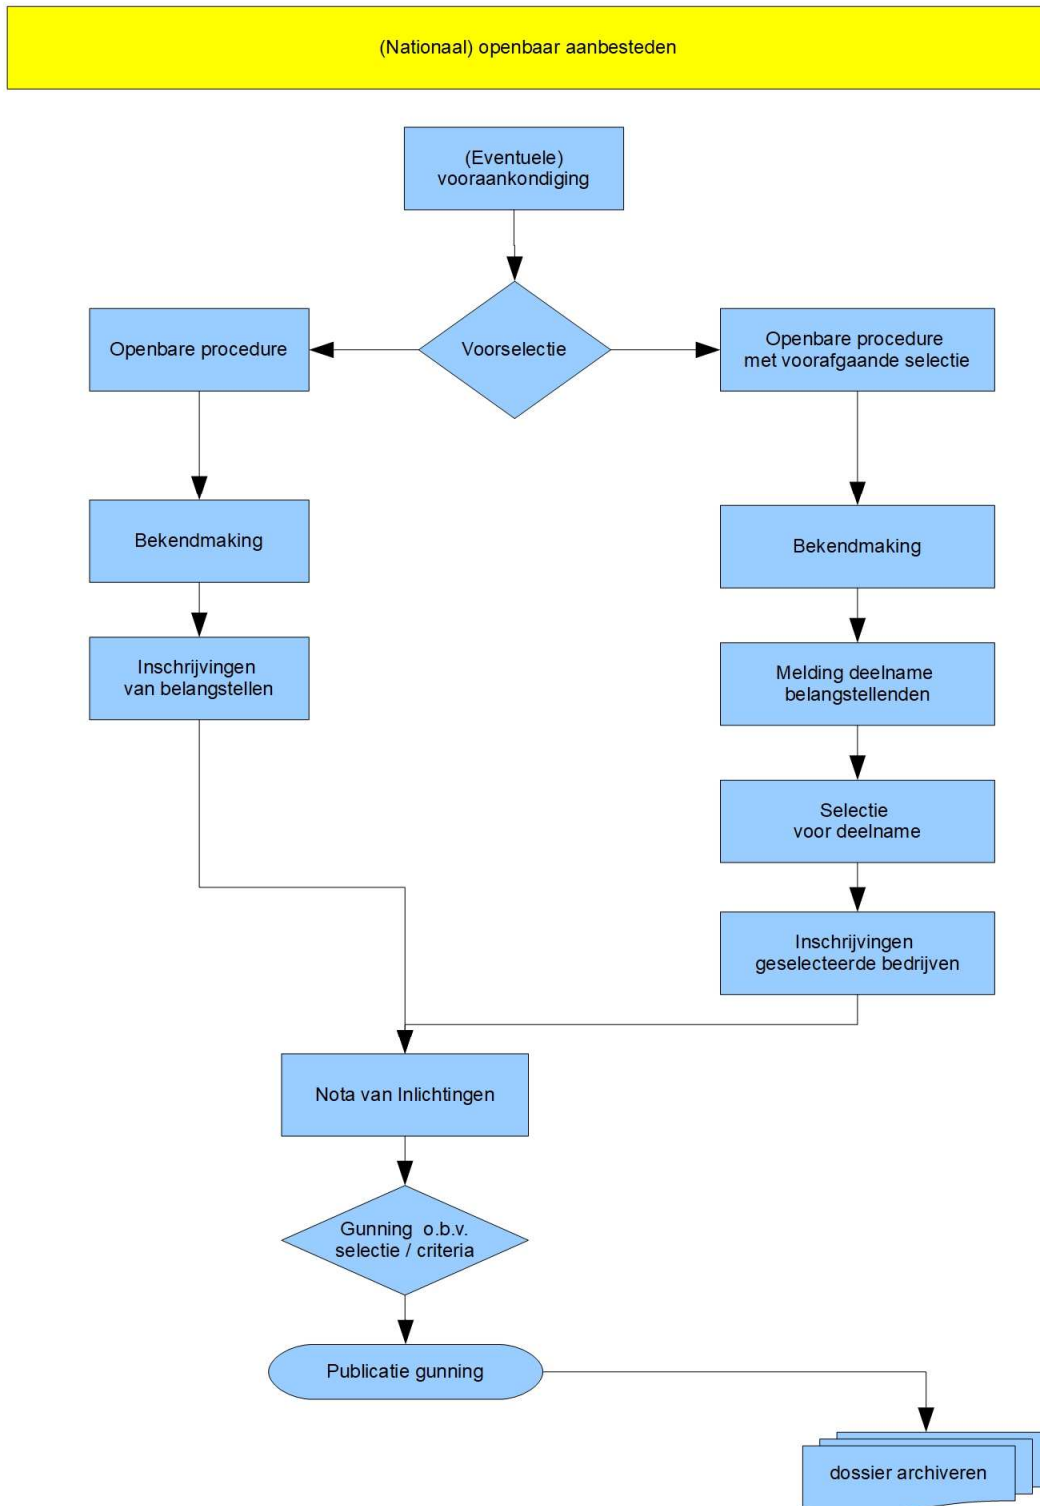 (Nationaal) openbaar aanbesteden
(Eventuele)
vooraankondiging
Openbare procedure
Voorselectie
Openbare procedure
met voorafgaande selectie
Bekendmaking
Bekendmaking
Inschrijvingen
van belangstellen
Melding deelname
belangstellenden
Selectie
voor deelname
Inschrijvingen
geselecteerde bedrijven
Nota van Inlichtingen
Gunning o.b.v.
selectie / criteria
Publicatie gunning
dossier archiveren